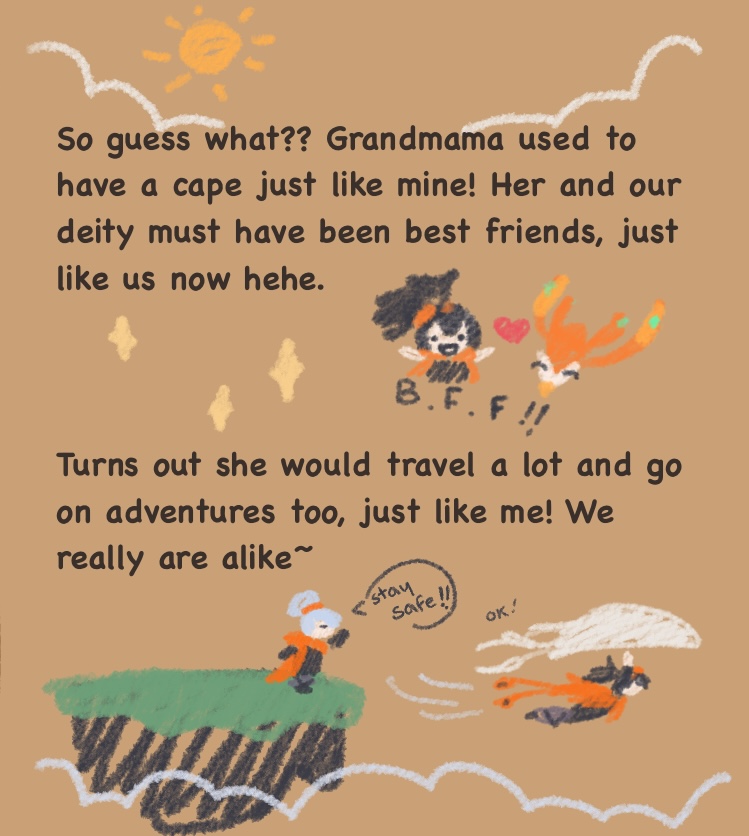 So guess what?? Grandmama used to
have a cape just like mine! Her and our
deity must have been best friends, just
like us now hehe.
B.F.F!!
Turns out she would travel a lot and go
on adventures too, just like me! We
really are alike~
stay
safe!!
OK!